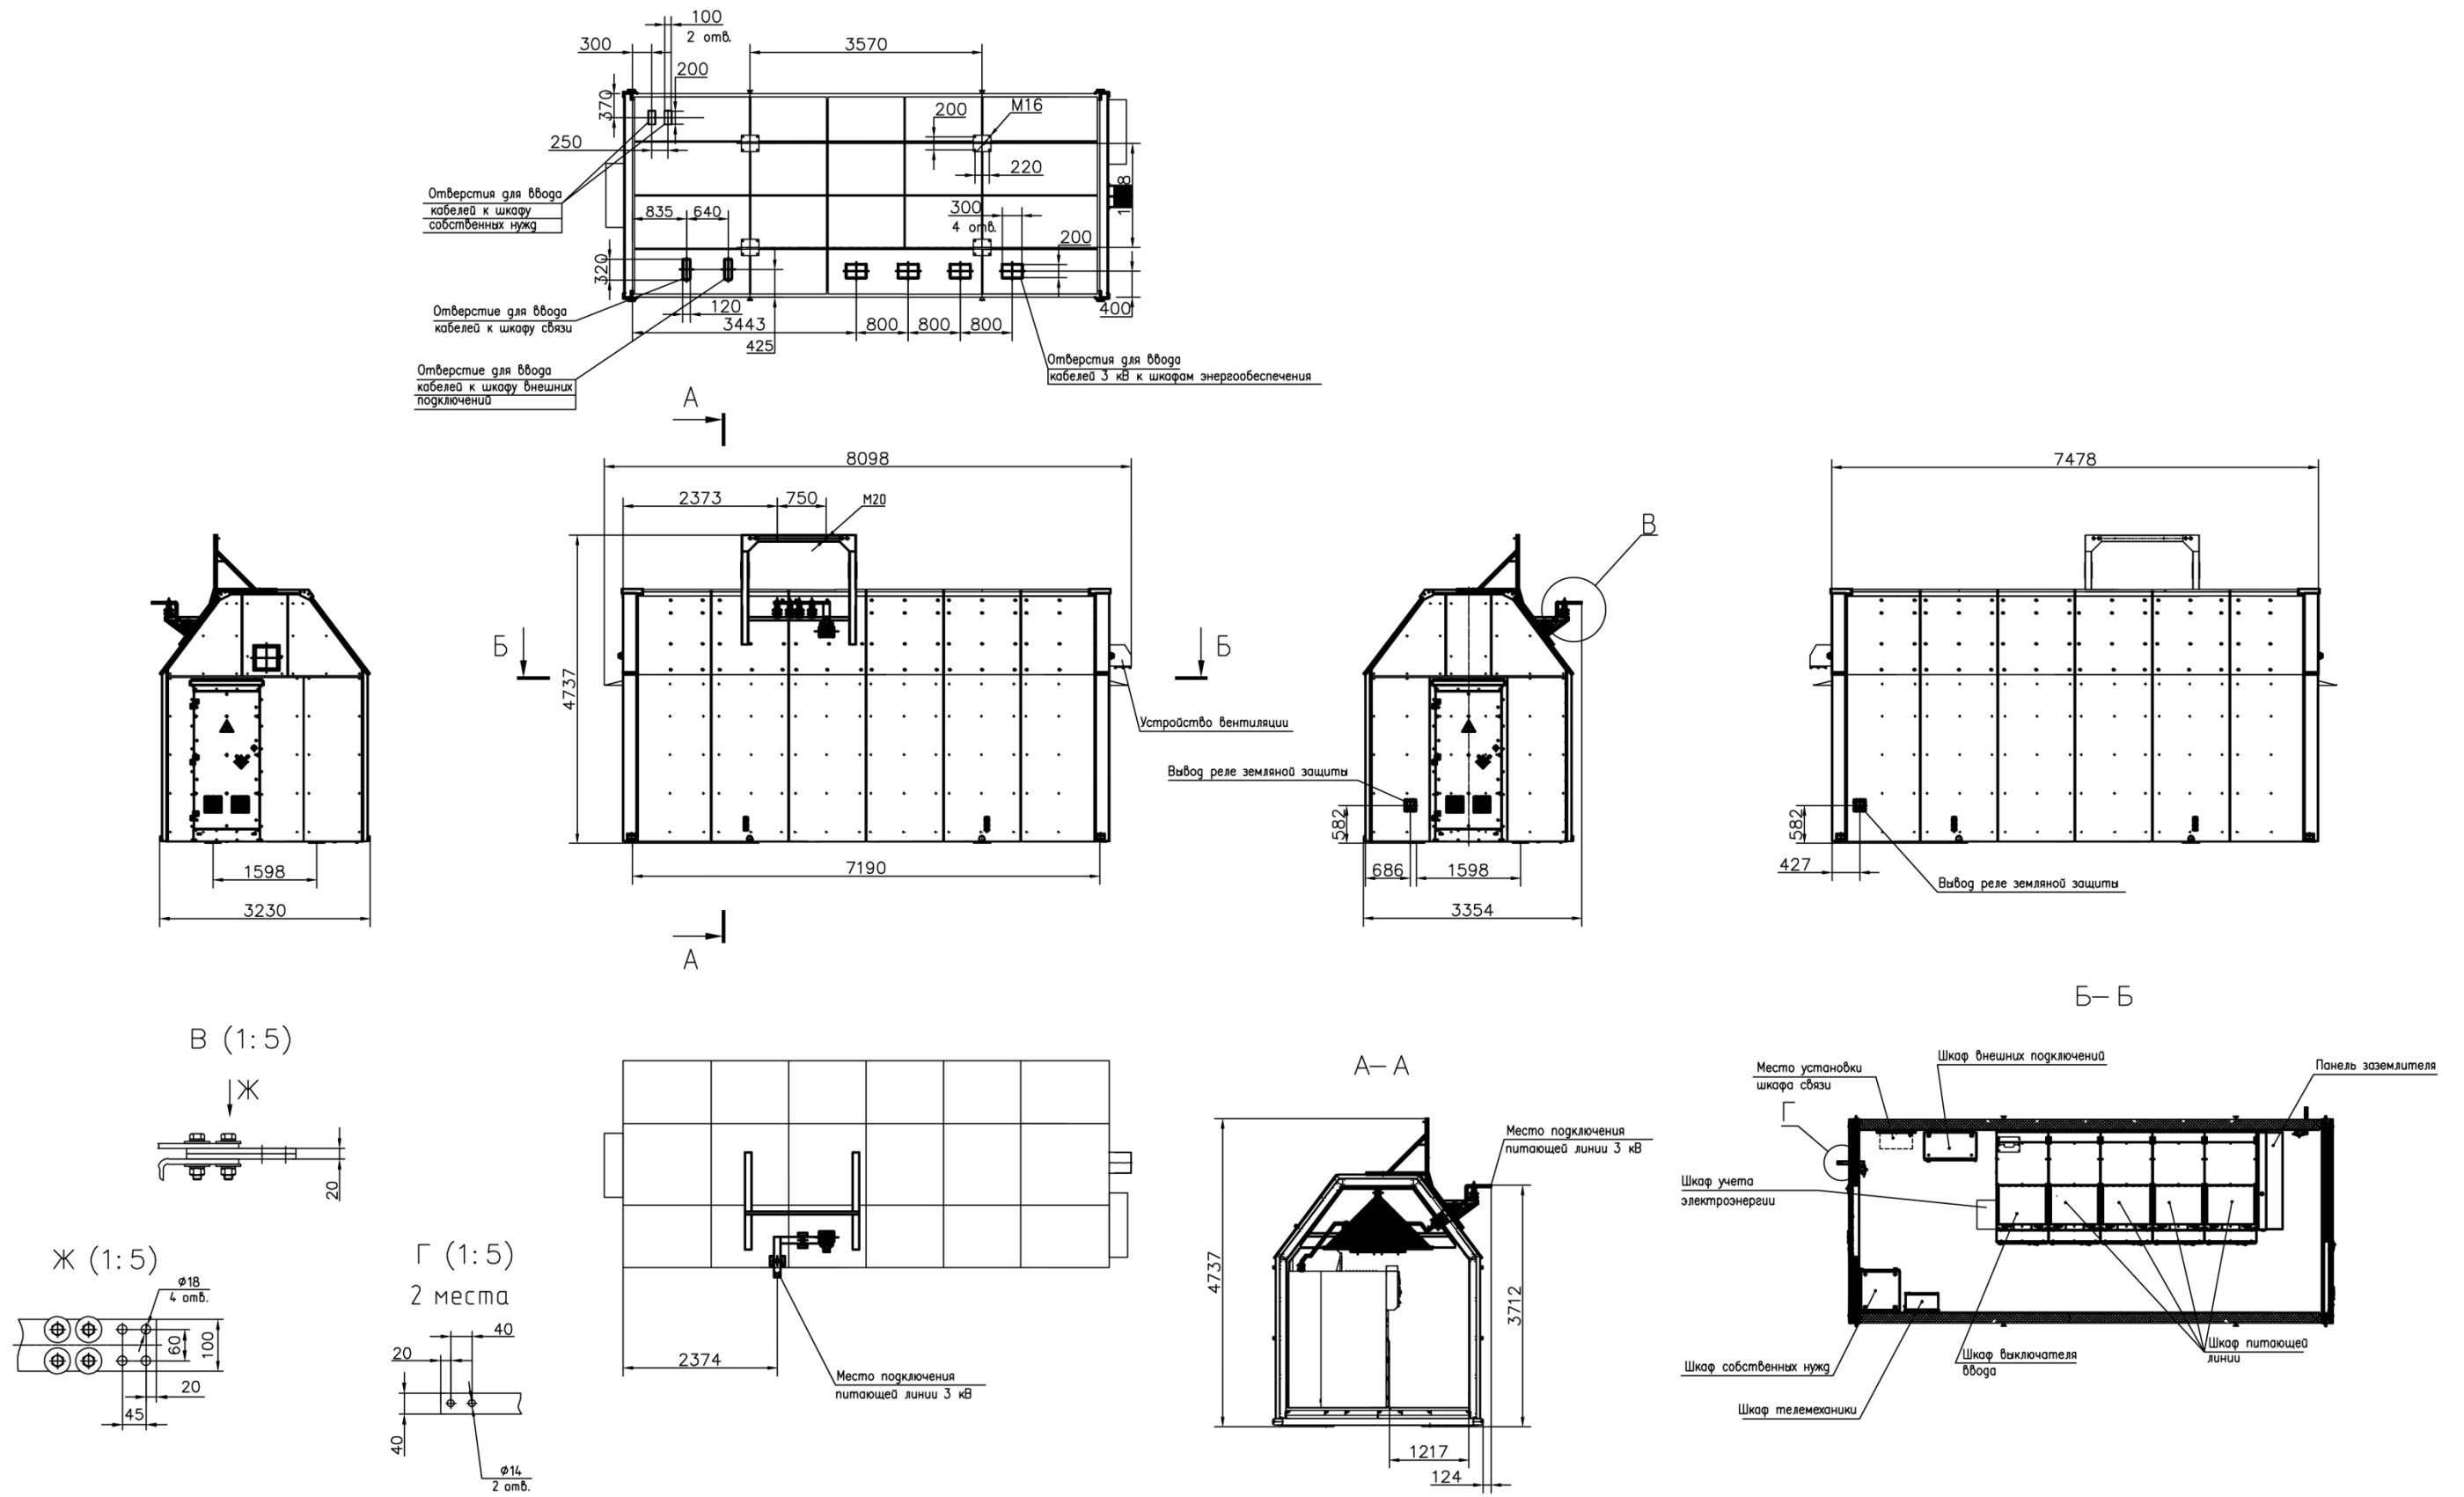 100
2 отв.
300
3570
200
370
200
М16
250
220
Отверстия для ввода
кабелей к шкафу
собственных нужд
835
640
300
4 отв.
200
320
Отверстие для ввода
кабелей к шкафу связи
120
3443
800
800
800
400
425
Отверстие для ввода
кабелей к шкафу внешних
подключений
Отверстия для ввода
кабелей 3 кВ к шкафам энергообеспечения
А
8098
7478
2373
750
М20
В
Б
Б
4737
Устройство вентиляции
Вывод реле земляной защиты
582
582
1598
7190
686
1598
427
Вывод реле земляной защиты
3230
3354
А
Б–Б
В (1:5)
Ж
20
А–А
Место подключения
питающей линии 3 кВ
4737
3712
1217
124
Место установки
шкафа связи
Шкаф внешних подключений
Панель заземлителя
Г
Шкаф учета
электроэнергии
Шкаф собственных нужд
Шкаф выключателя
ввода
Шкаф питающей
линии
Шкаф телемеханики
Ж (1:5)
ϕ18
4 отв.
60
100
20
45
Г (1:5)
2 места
40
20
40
ϕ14
2 отв.
2374
Место подключения
питающей линии 3 кВ